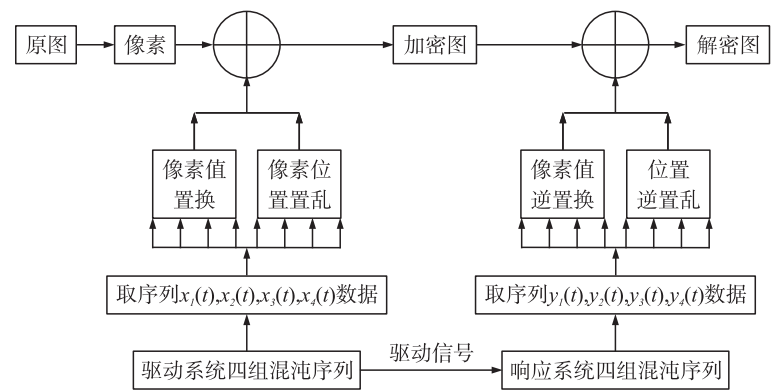 原图
像素
加密图
解密图
像素值
置换
像素位
置置乱
像素值
逆置换
位置
逆置乱
取序列x₁(t),x₂(t),x₃(t),x₄(t)数据
取序列y₁(t),y₂(t),y₃(t),y₄(t)数据
驱动系统四组混沌序列
驱动信号
响应系统四组混沌序列